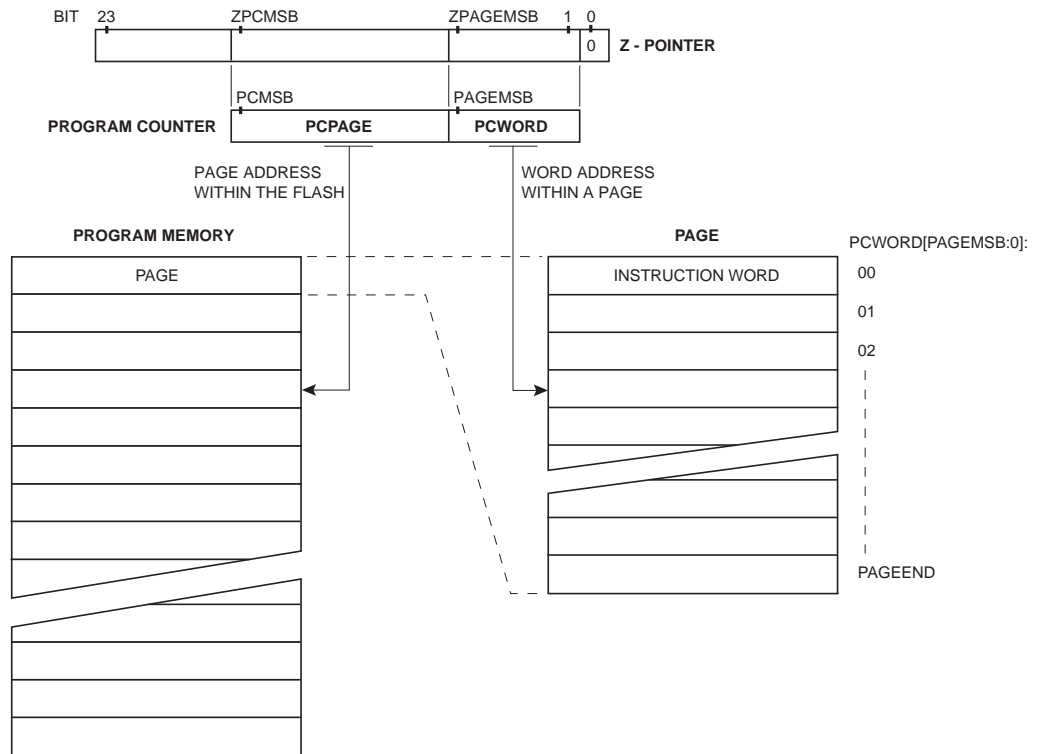 BIT 23 ZPCMSB ZPAGEMSB 1 0
0 Z - POINTER
PCMSB PAGEMSB
PROGRAM COUNTER PCPAGE PCWORD
PAGE ADDRESS
WITHIN THE FLASH
WORD ADDRESS
WITHIN A PAGE
PROGRAM MEMORY PAGE PCWORD[PAGEMSB:0]:
PAGE INSTRUCTION WORD 00
01
02
PAGEEND